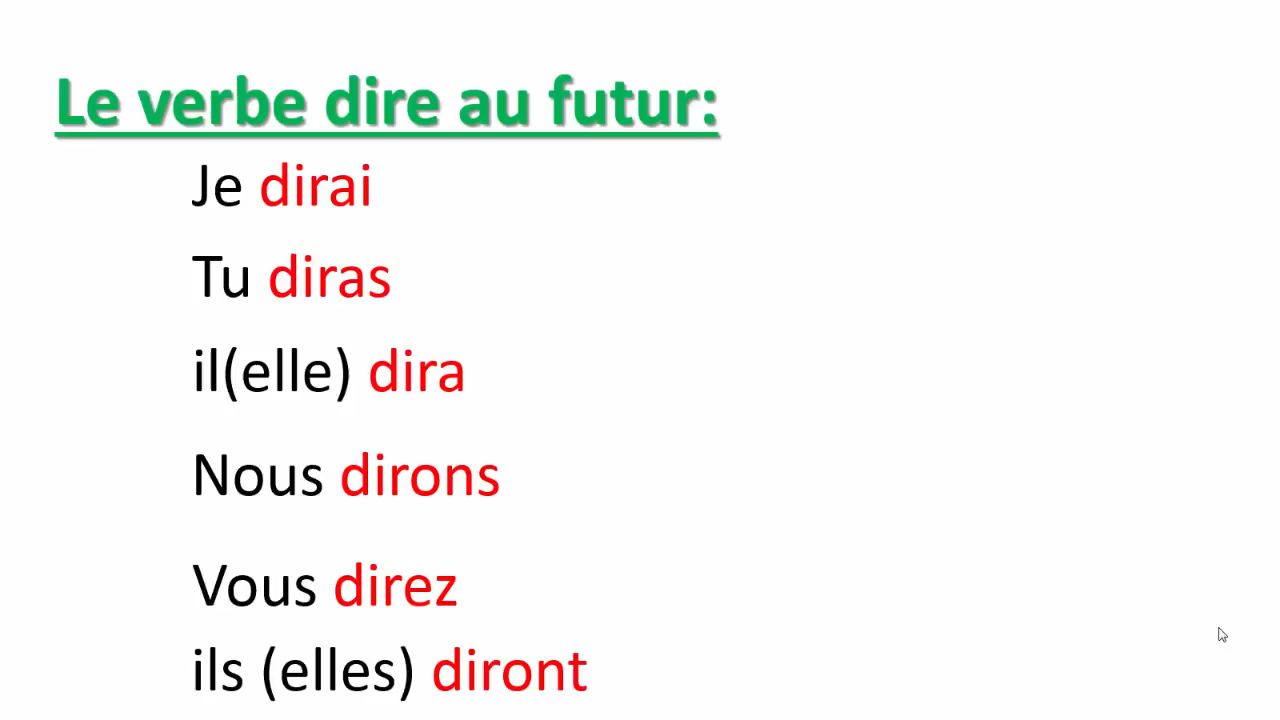 Le verbe dire au futur:
Je dirai
Tu diras
il(elle) dira
Nous dirons
Vous direz
ils (elles) diront